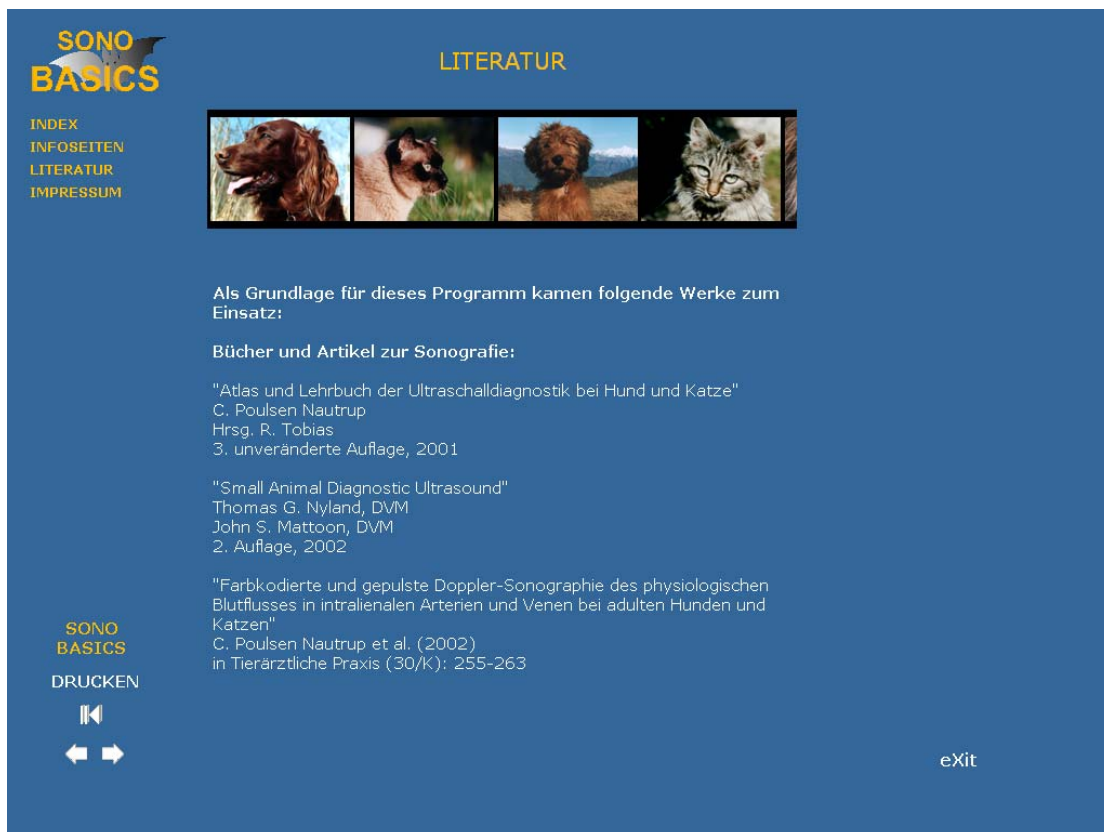 SONO
BASICS
LITERATUR
INDEX
INFOSEITEN
LITERATUR
IMPRESSUM
Als Grundlage für dieses Programm kamen folgende Werke zum
Einsatz:
Bücher und Artikel zur Sonografie:
"Atlas und Lehrbuch der Ultraschalldiagnostik bei Hund und Katze"
C. Poulsen Nautrup
Hrsg. R. Tobias
3. unveränderte Auflage, 2001
"Small Animal Diagnostic Ultrasound"
Thomas G. Nyland, DVM
John S. Mattoon, DVM
2. Auflage, 2002
"Farbkodierte und gepulste Doppler-Sonographie des physiologischen
Blutflusses in intralienalen Arterien und Venen bei adulten Hunden und
Katzen"
C. Poulsen Nautrup et al. (2002)
in Tierärztliche Praxis (30/K): 255-263
SONO
BASICS
DRUCKEN
eXit